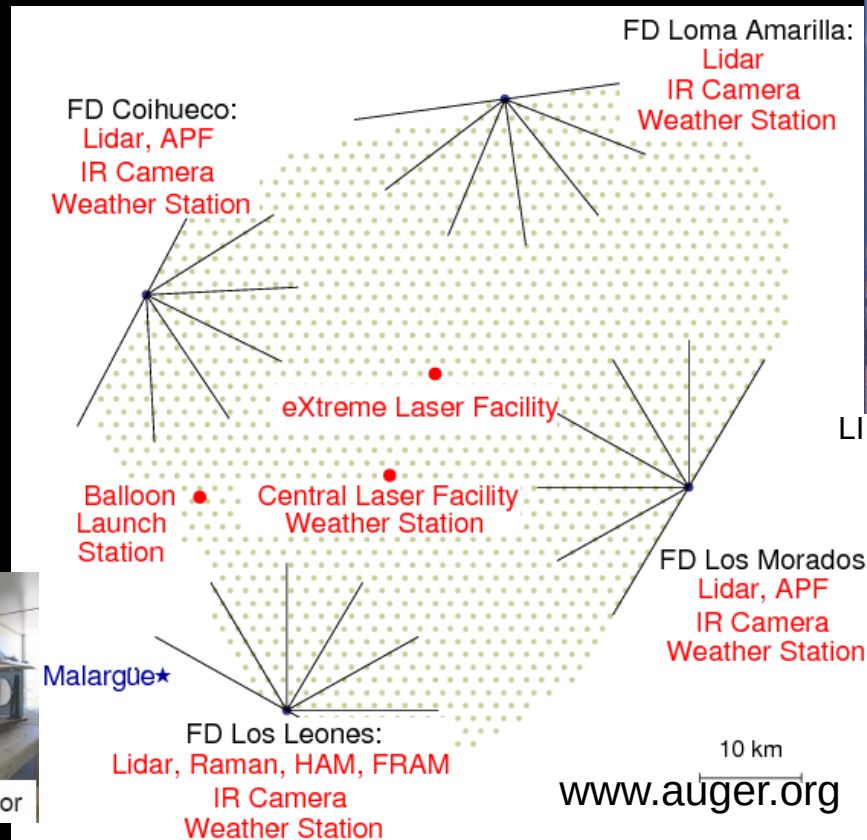 FD Loma Amarilla:
Lidar
IR Camera
Weather Station
FD Coihueco:
Lidar, APF
IR Camera
Weather Station
eXtreme Laser Facility
LI
Balloon
Launch
Station
Central Laser Facility
Weather Station
FD Los Morados
Lidar, APF
IR Camera
Weather Station
Malargüe
FD Los Leones:
Lidar, Raman, HAM, FRAM
IR Camera
Weather Station
10 km
www.auger.org
or